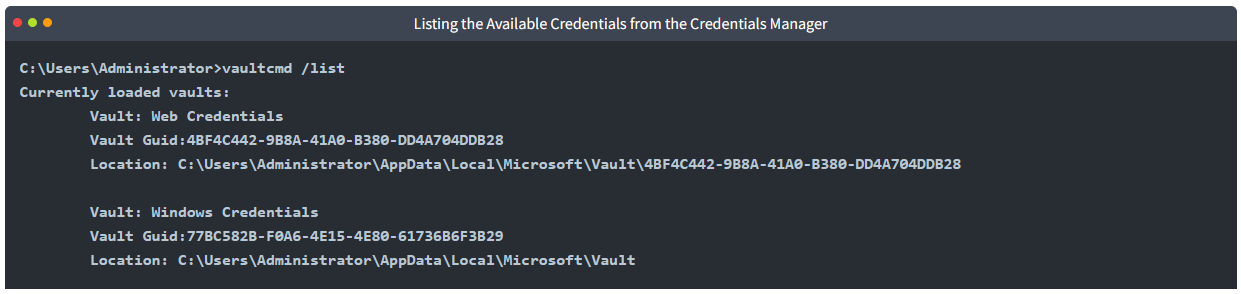 Listing the Available Credentials from the Credentials Manager
C:\Users\Administrator>vaultcmd /list
Currently loaded vaults:
Vault: Web Credentials
Vault Guid:4BF4C442-9B8A-41A0-B380-DD4A704DDB28
Location: C:\Users\Administrator\AppData\Local\Microsoft\Vault\4BF4C442-9B8A-41A0-B380-DD4A704DDB28
Vault: Windows Credentials
Vault Guid:77BC582B-F0A6-4E15-4E80-61736B6F3B29
Location: C:\Users\Administrator\AppData\Local\Microsoft\Vault